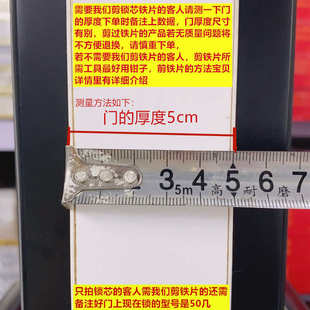 需要我们剪锁芯铁片的客人请测一下门
的厚度下单时备注上数据，门厚度尺寸
有别，剪过铁片的产品若无质量问题将
不方便退换，请慎重下单，
若不需要我们剪铁片的客人，剪铁片所
需工具最好用钳子，剪铁片的方法宝贝
详情里有详细介绍
测量方法如下：
门的厚度5cm
3 4 5 6 7 8
5m 高 耐 磨
只拍锁芯的客人需我们剪铁片的还需
备注好门上现在锁的型号是50几